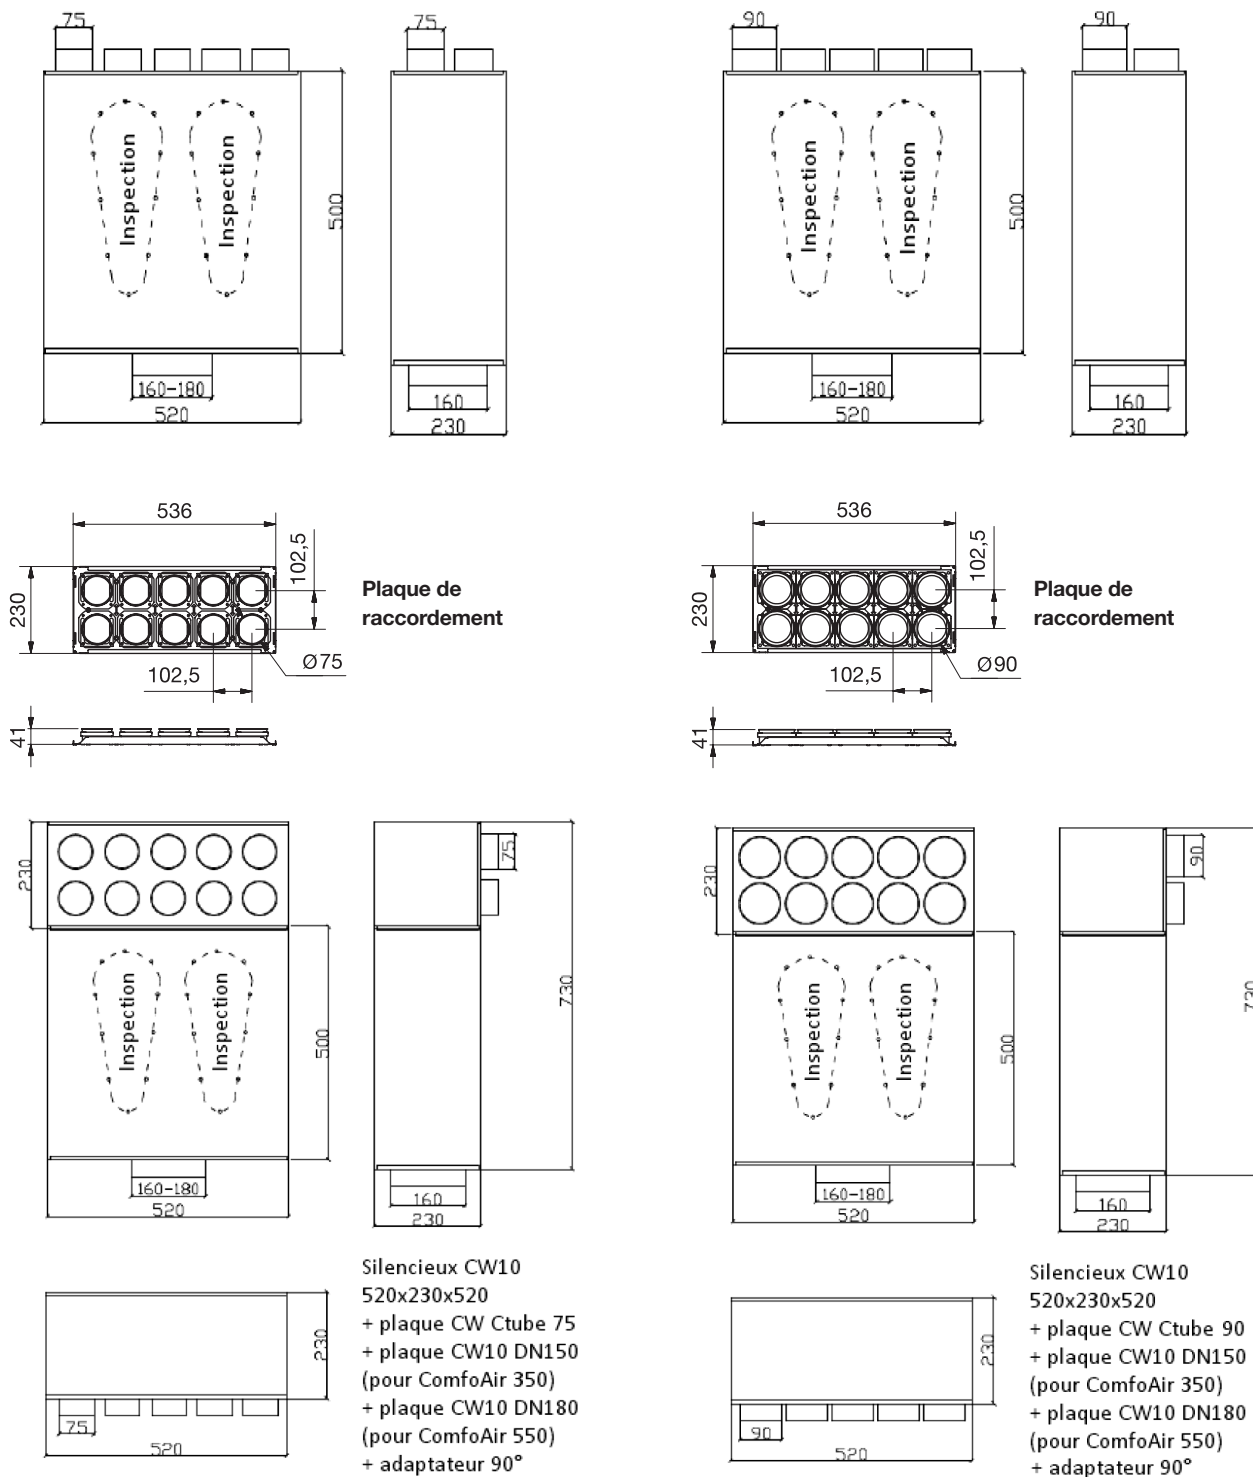 75
75
90
90
Inspection
Inspection
500
160-180
520
160
230
Inspection
Inspection
500
160-180
520
160
230
536
102,5
230
Plaque de
raccordement
Ø75
102,5
41
536
102,5
230
Plaque de
raccordement
Ø90
102,5
41
230
75
730
Inspection
Inspection
500
160-180
520
160
230
230
90
730
Inspection
Inspection
500
160-180
520
160
230
230
75
520
Silencieux CW10
520x230x520
+ plaque CW Ctube 75
+ plaque CW10 DN150
(pour ComfoAir 350)
+ plaque CW10 DN180
(pour ComfoAir 550)
+ adaptateur 90°
230
90
520
Silencieux CW10
520x230x520
+ plaque CW Ctube 90
+ plaque CW10 DN150
(pour ComfoAir 350)
+ plaque CW10 DN180
(pour ComfoAir 550)
+ adaptateur 90°